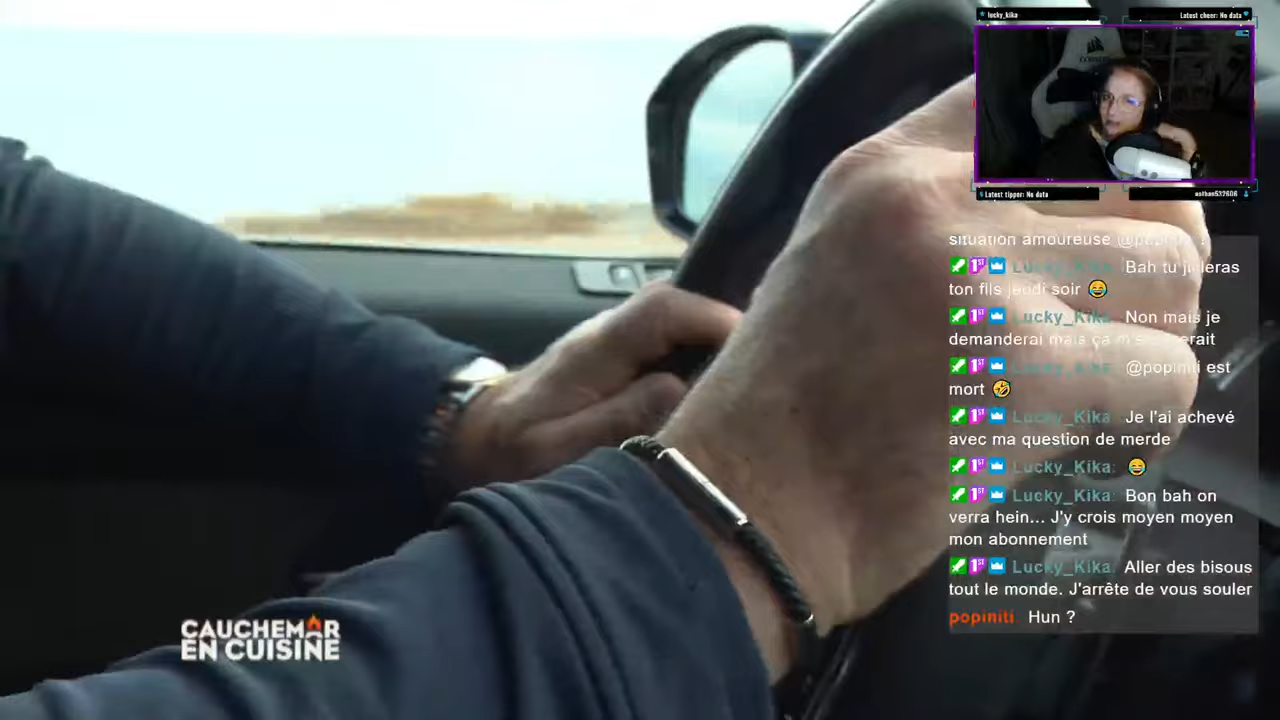 lucky_kika
Latest cheer: No data
Latest tipper: No data
nathan532606
situation amoureuse
Lucky_Kika: Bah tu
ton fils jeudi soir 😂
Lucky_Kika: Non mais je
demanderai mais ça
Lucky_Kika: @popiniti est
mort 🤣
Lucky_Kika: Je l'ai achevé
avec ma question de merde
Lucky_Kika: 😂
Lucky_Kika: Bon bah on
verra hein... J'y crois moyen moyen
mon abonnement
Lucky_Kika: Aller des bisous
tout le monde. J'arrête de vous souler
popiniti: Hun ?
CAUCHEMAR
EN CUISINE